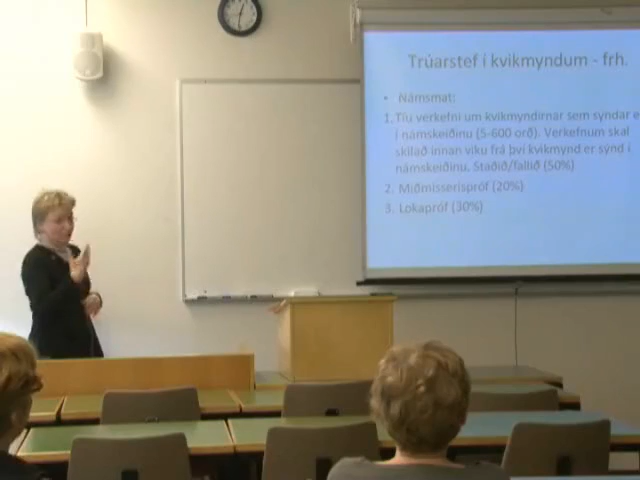 Trúarstef í kvikmyndum - frh.
• Námsmat:
1. Tíu verkefni um kvikmyndirnar sem sýndar e
í námskeiðinu (5-600 orð). Verkefnum skal
skilað innan viku frá því kvikmynd er sýnd í
námskeiðinu. Staðið/fallið (50%)
2. Miðmisserispróf (20%)
3. Lokapróf (30%)